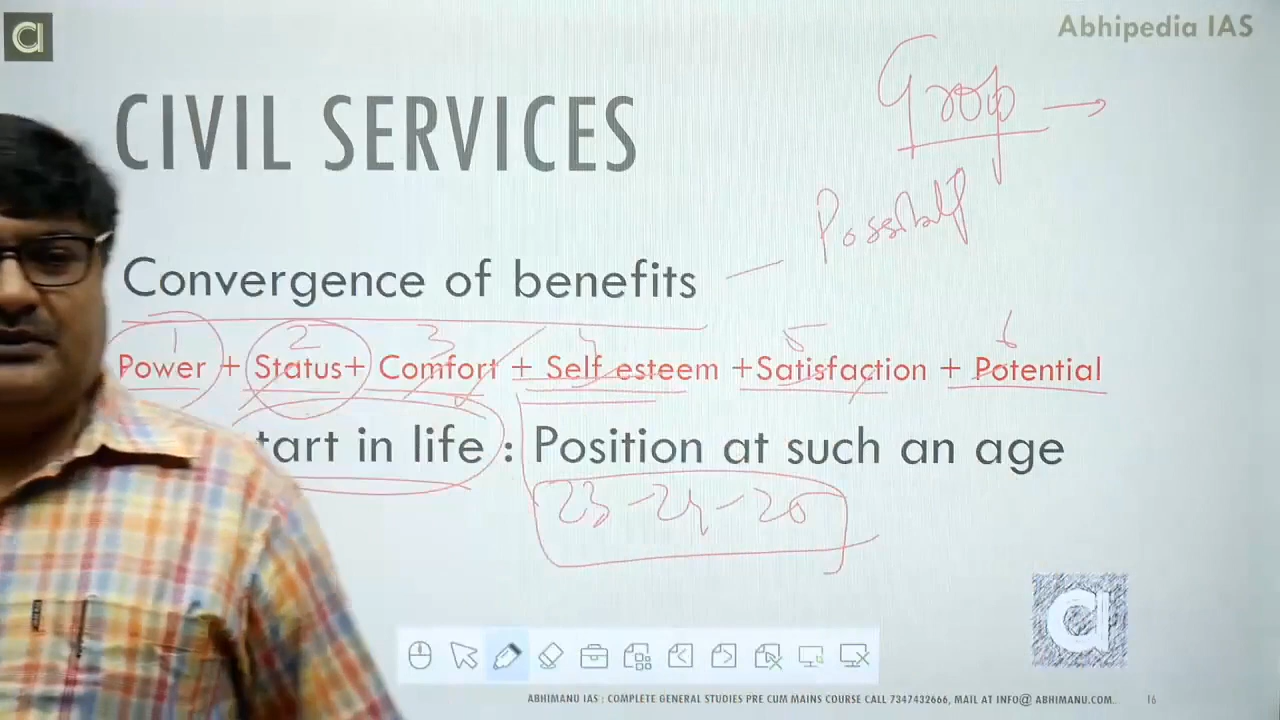 Abhipedia IAS
CIVIL SERVICES
Group
Possibly
Convergence of benefits
1 2 3 4 5 6
Power + Status+ Comfort + Self esteem +Satisfaction + Potential
tart in life : Position at such an age
23-24-25
ABHIMANU IAS : COMPLETE GENERAL STUDIES PRE CUM MAINS COURSE CALL 7347432666, MAIL AT INFO@ ABHIMANU.COM.
16